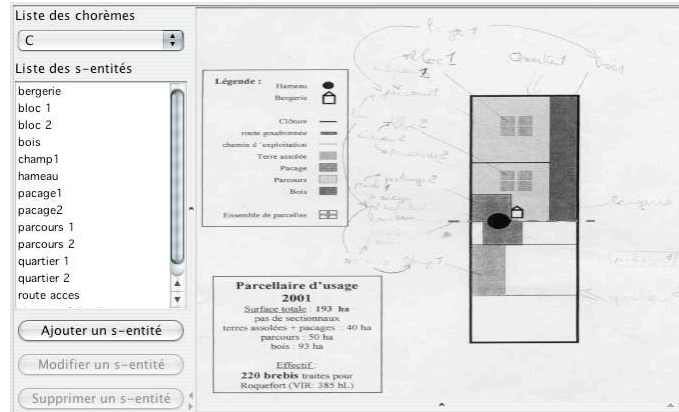 Liste des chorèmes
C
Liste des s-entités
bergerie
bloc 1
bloc 2
bois
champ1
hameau
pacage1
pacage2
parcours 1
parcours 2
quartier 1
quartier 2
route acces
Ajouter un s-entité
Modifier un s-entité
Supprimer un s-entité
Légende :
Hameau
Bergerie
Clôture
route goudronnée
chemin d'exploitation
Terre assolée
Pacage
Parcours
Bois
Ensemble de parcelles
Parcellaire d'usage
2001
Surface totale : 193 ha
pas de sectionnaux
terres assolées + pacages : 40 ha
parcours : 50 ha
bois : 93 ha
Effectif :
220 brebis traites pour
Roquefort (VIR: 385 hL)
bloc 1
bois